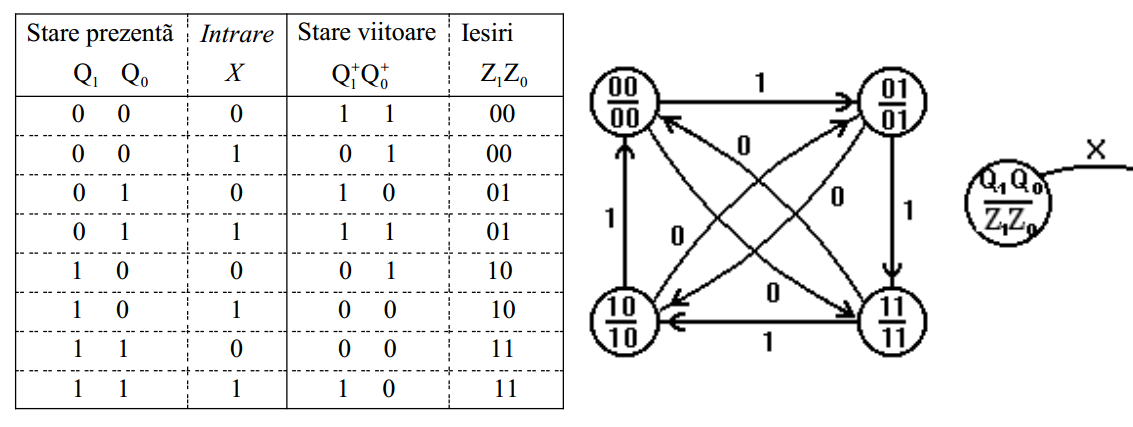 Stare prezentã Intrare Stare viitoare Iesiri
Q₁ Q₀ X Q₁⁺Q₀⁺ Z₁Z₀
0 0 0 1 1 00
0 0 1 0 1 00
0 1 0 1 0 01
0 1 1 1 1 01
1 0 0 0 1 10
1 0 1 0 0 10
1 1 0 0 0 11
1 1 1 1 0 11
00
00
1
01
01
0
0
1
1
0
0
10
10
1
11
11
X
Q₁Q₀
Z₁Z₀